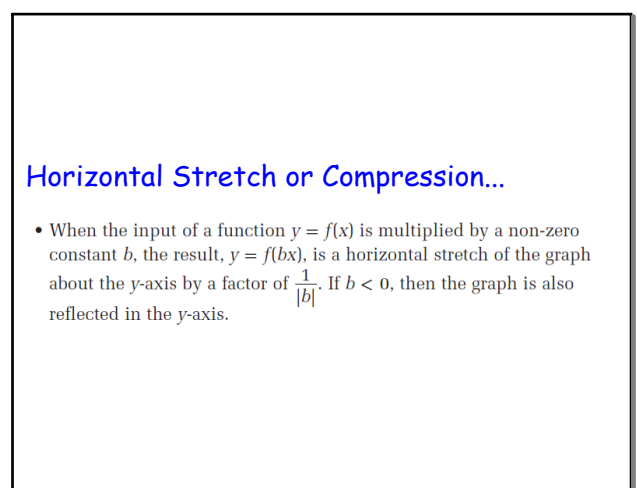 Horizontal Stretch or Compression...
• When the input of a function y = f(x) is multiplied by a non-zero
constant b, the result, y = f(bx), is a horizontal stretch of the graph
about the y-axis by a factor of 1/|b|. If b < 0, then the graph is also
reflected in the y-axis.